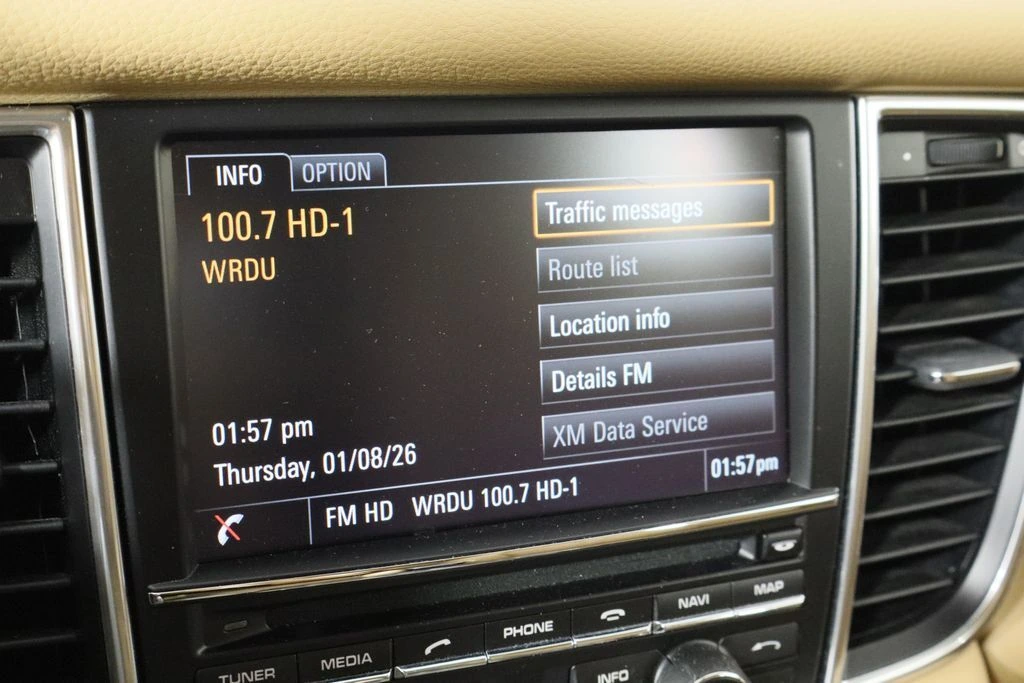 INFO OPTION
100.7 HD-1
WRDU
Traffic messages
Route list
Location info
Details FM
XM Data Service
01:57 pm
Thursday, 01/08/26
FM HD WRDU 100.7 HD-1 01:57pm
NAVI MAP
TUNER MEDIA PHONE
INFO